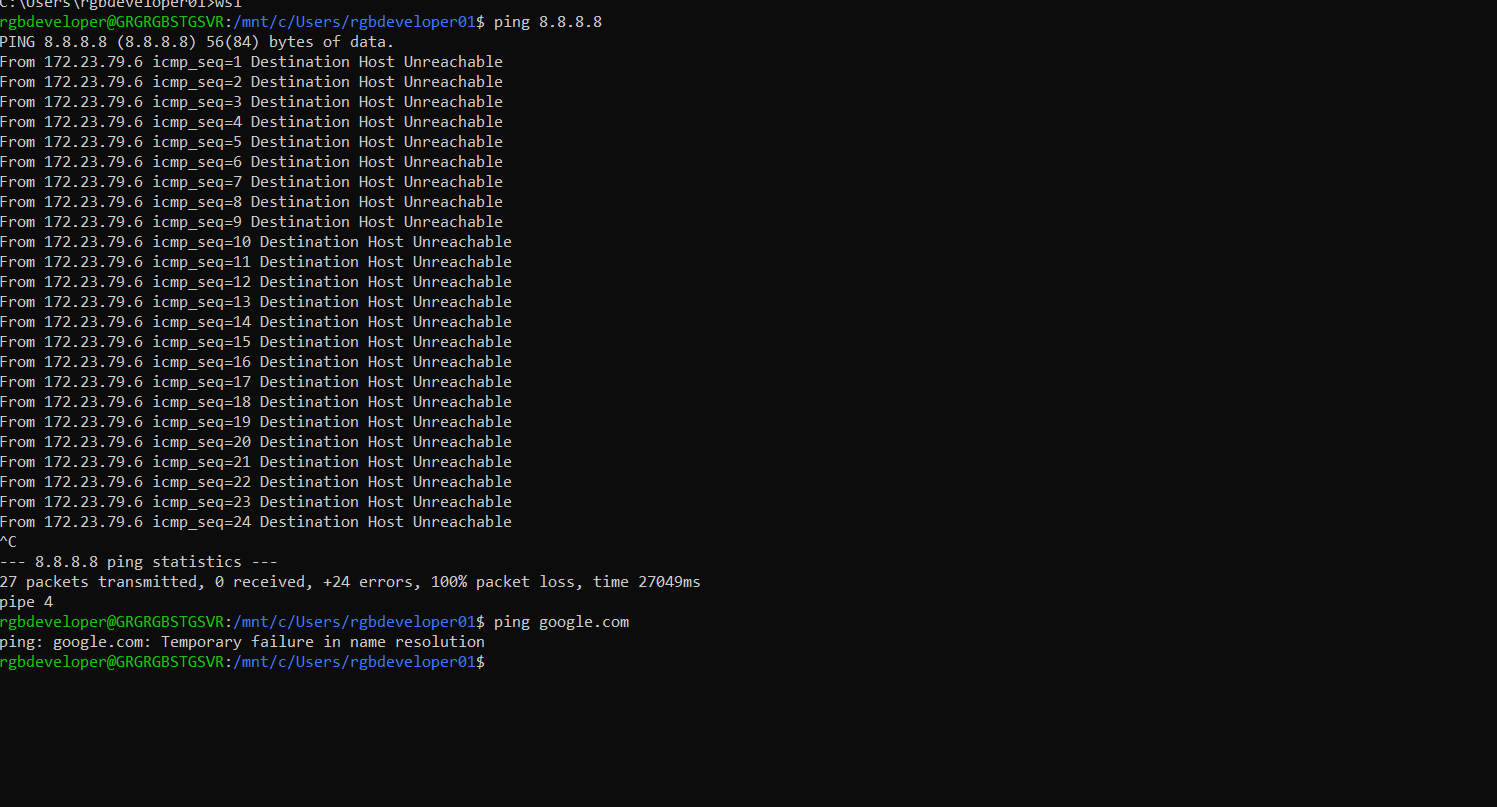 C:\Users\rgbdeveloper01>wsl
rgbdeveloper@GRGRGBSTGSVR:/mnt/c/Users/rgbdeveloper01$ ping 8.8.8.8
PING 8.8.8.8 (8.8.8.8) 56(84) bytes of data.
From 172.23.79.6 icmp_seq=1 Destination Host Unreachable
From 172.23.79.6 icmp_seq=2 Destination Host Unreachable
From 172.23.79.6 icmp_seq=3 Destination Host Unreachable
From 172.23.79.6 icmp_seq=4 Destination Host Unreachable
From 172.23.79.6 icmp_seq=5 Destination Host Unreachable
From 172.23.79.6 icmp_seq=6 Destination Host Unreachable
From 172.23.79.6 icmp_seq=7 Destination Host Unreachable
From 172.23.79.6 icmp_seq=8 Destination Host Unreachable
From 172.23.79.6 icmp_seq=9 Destination Host Unreachable
From 172.23.79.6 icmp_seq=10 Destination Host Unreachable
From 172.23.79.6 icmp_seq=11 Destination Host Unreachable
From 172.23.79.6 icmp_seq=12 Destination Host Unreachable
From 172.23.79.6 icmp_seq=13 Destination Host Unreachable
From 172.23.79.6 icmp_seq=14 Destination Host Unreachable
From 172.23.79.6 icmp_seq=15 Destination Host Unreachable
From 172.23.79.6 icmp_seq=16 Destination Host Unreachable
From 172.23.79.6 icmp_seq=17 Destination Host Unreachable
From 172.23.79.6 icmp_seq=18 Destination Host Unreachable
From 172.23.79.6 icmp_seq=19 Destination Host Unreachable
From 172.23.79.6 icmp_seq=20 Destination Host Unreachable
From 172.23.79.6 icmp_seq=21 Destination Host Unreachable
From 172.23.79.6 icmp_seq=22 Destination Host Unreachable
From 172.23.79.6 icmp_seq=23 Destination Host Unreachable
From 172.23.79.6 icmp_seq=24 Destination Host Unreachable
^C
--- 8.8.8.8 ping statistics ---
27 packets transmitted, 0 received, +24 errors, 100% packet loss, time 27049ms
pipe 4
rgbdeveloper@GRGRGBSTGSVR:/mnt/c/Users/rgbdeveloper01$ ping google.com
ping: google.com: Temporary failure in name resolution
rgbdeveloper@GRGRGBSTGSVR:/mnt/c/Users/rgbdeveloper01$